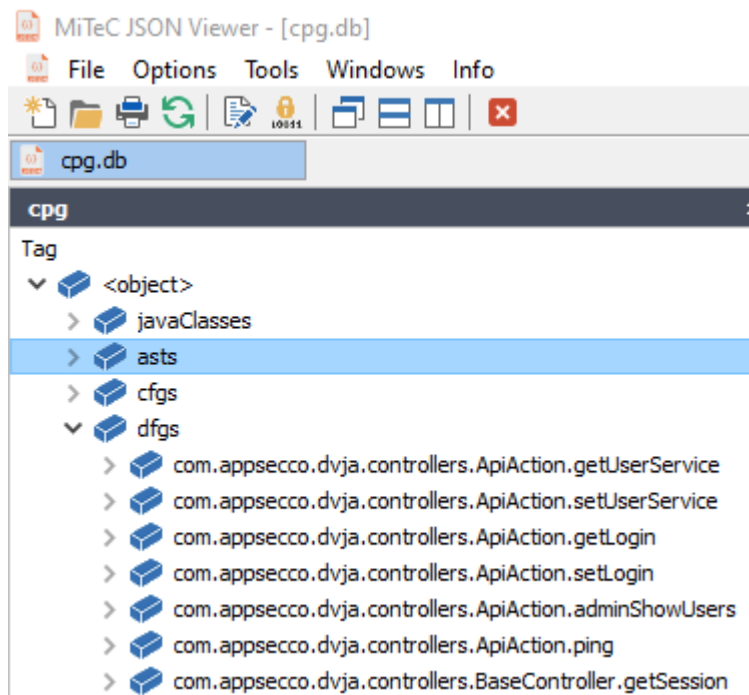 MiTeC JSON Viewer - [cpg.db]
File Options Tools Windows Info
cpg.db
cpg
Tag
<object>
javaClasses
asts
cfgs
dfgs
com.appsecco.dvja.controllers.ApiAction.getUserService
com.appsecco.dvja.controllers.ApiAction.setUserService
com.appsecco.dvja.controllers.ApiAction.getLogin
com.appsecco.dvja.controllers.ApiAction.setLogin
com.appsecco.dvja.controllers.ApiAction.adminShowUsers
com.appsecco.dvja.controllers.ApiAction.ping
com.appsecco.dvja.controllers.BaseController.getSession